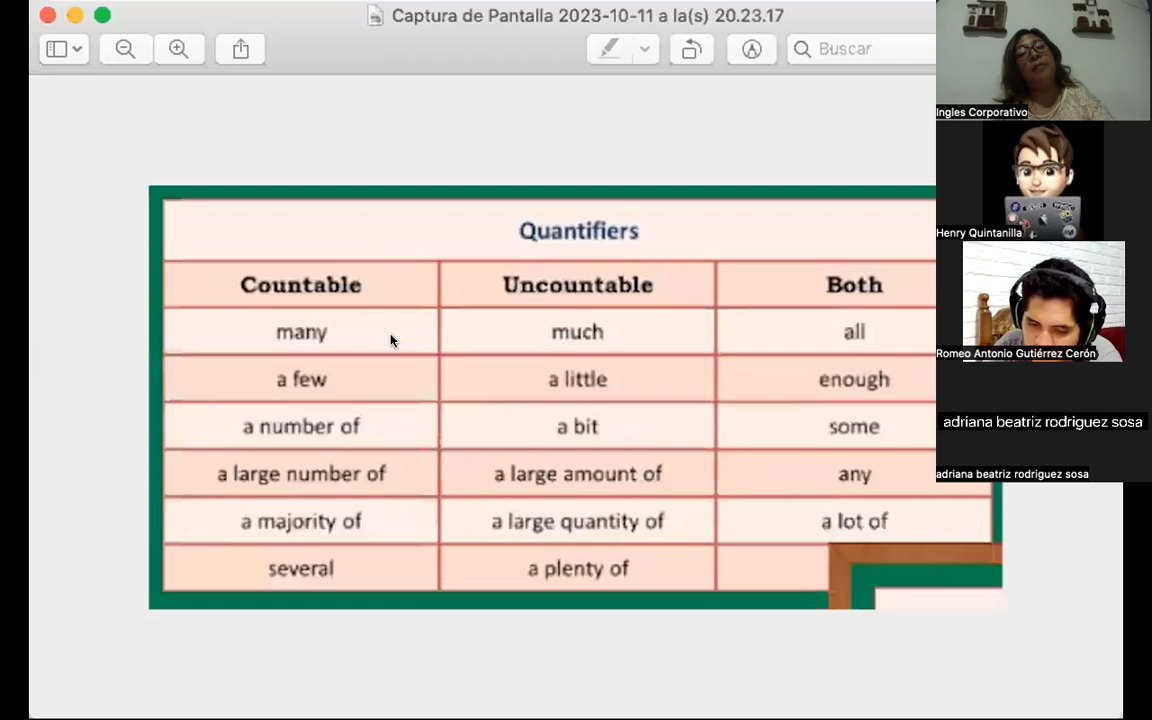 Captura de Pantalla 2023-10-11 a la(s) 20.23.17
Buscar
Quantifiers
Countable Uncountable Both
many much all
a few a little enough
a number of a bit some
a large number of a large amount of any
a majority of a large quantity of a lot of
several a plenty of
Ingles Corporativo
Henry Quintanilla
Romeo Antonio Gutiérrez Cerón
adriana beatriz rodriguez sosa
adriana beatriz rodriguez sosa